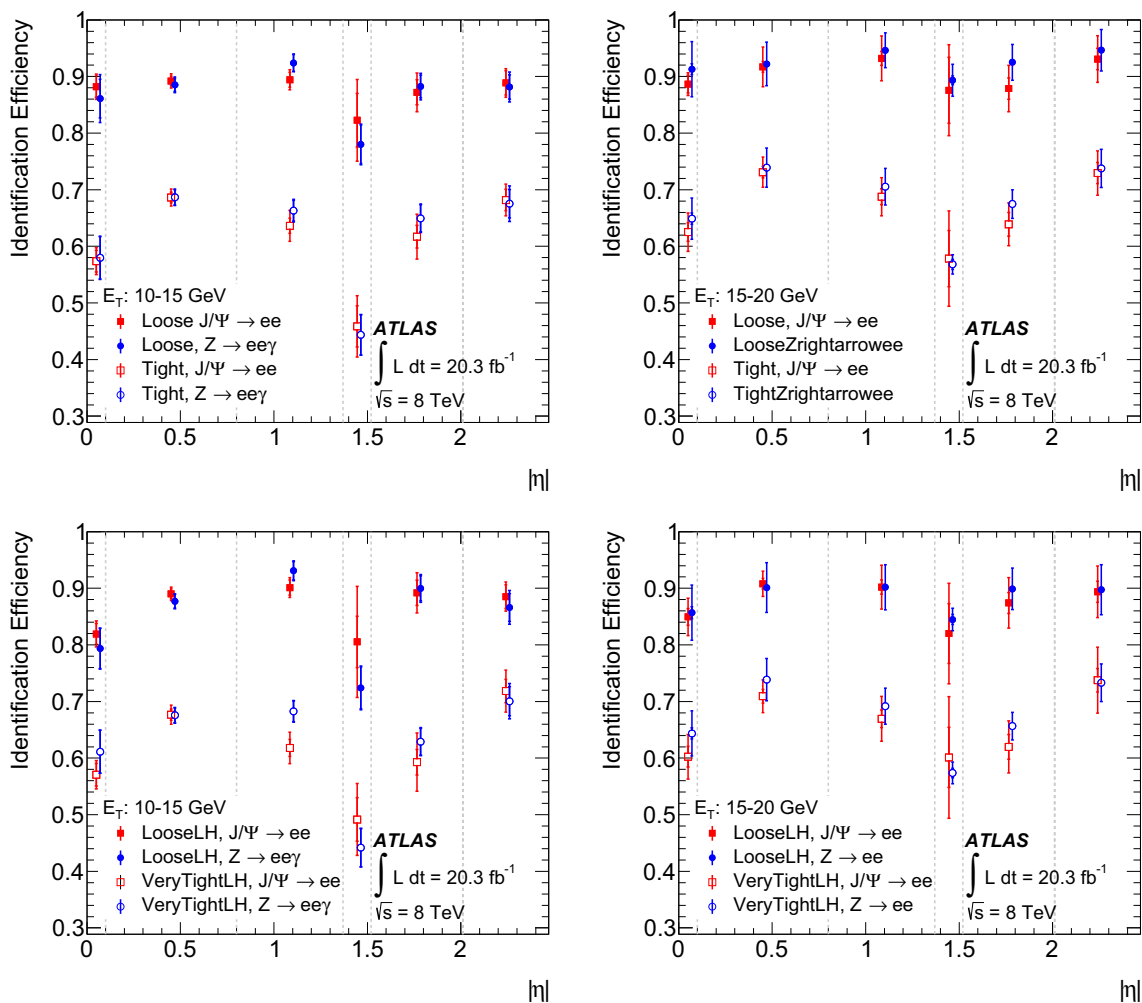 Identification Efficiency
1
0.9
0.8
0.7
0.6
0.5
0.4
0.3
E_T: 10-15 GeV
Loose J/Ψ → ee
Loose, Z → eeγ
Tight, J/Ψ → ee
Tight, Z → eeγ
ATLAS
∫ L dt = 20.3 fb⁻¹
√s = 8 TeV
0 0.5 1 1.5 2
|η|
Identification Efficiency
1
0.9
0.8
0.7
0.6
0.5
0.4
0.3
E_T: 15-20 GeV
Loose, J/Ψ → ee
LooseZrightarrowee
Tight, J/Ψ → ee
TightZrightarrowee
ATLAS
∫ L dt = 20.3 fb⁻¹
√s = 8 TeV
0 0.5 1 1.5 2
|η|
Identification Efficiency
1
0.9
0.8
0.7
0.6
0.5
0.4
0.3
E_T: 10-15 GeV
LooseLH, J/Ψ → ee
LooseLH, Z → eeγ
VeryTightLH, J/Ψ → ee
VeryTightLH, Z → eeγ
ATLAS
∫ L dt = 20.3 fb⁻¹
√s = 8 TeV
0 0.5 1 1.5 2
|η|
Identification Efficiency
1
0.9
0.8
0.7
0.6
0.5
0.4
0.3
E_T: 15-20 GeV
LooseLH, J/Ψ → ee
LooseLH, Z → ee
VeryTightLH, J/Ψ → ee
VeryTightLH, Z → ee
ATLAS
∫ L dt = 20.3 fb⁻¹
√s = 8 TeV
0 0.5 1 1.5 2
|η|